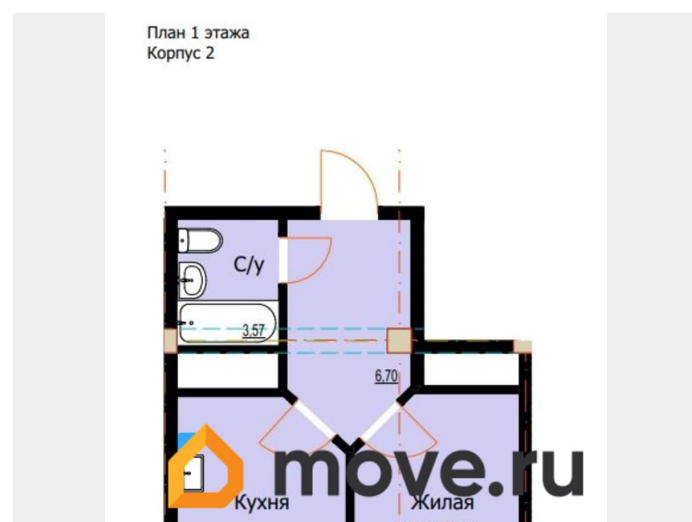 План 1 этажа
Корпус 2
С/у
3.57
6.70
move.ru
Кухня
Жилая